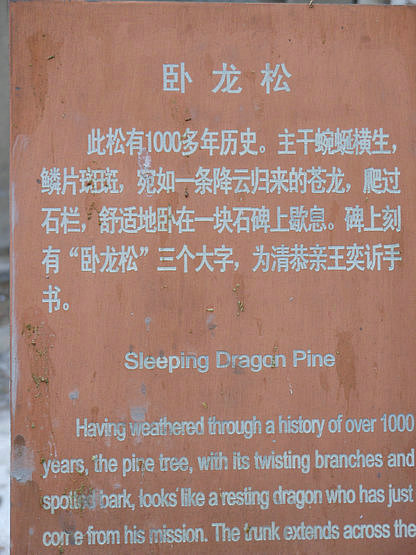 卧龙松
此松有1000多年历史。主干蜿蜒横生，
鳞片斑斑，宛如一条降云归来的苍龙，爬过
石栏，舒适地卧在一块石碑上歇息。碑上刻
有“卧龙松”三个大字，为清恭亲王奕訢手
书。
Sleeping Dragon Pine
Having weathered through a history of over 1000
years, the pine tree, with its twisting branches and
spotted bark, looks like a resting dragon who has just
come from his mission. The trunk extends across the